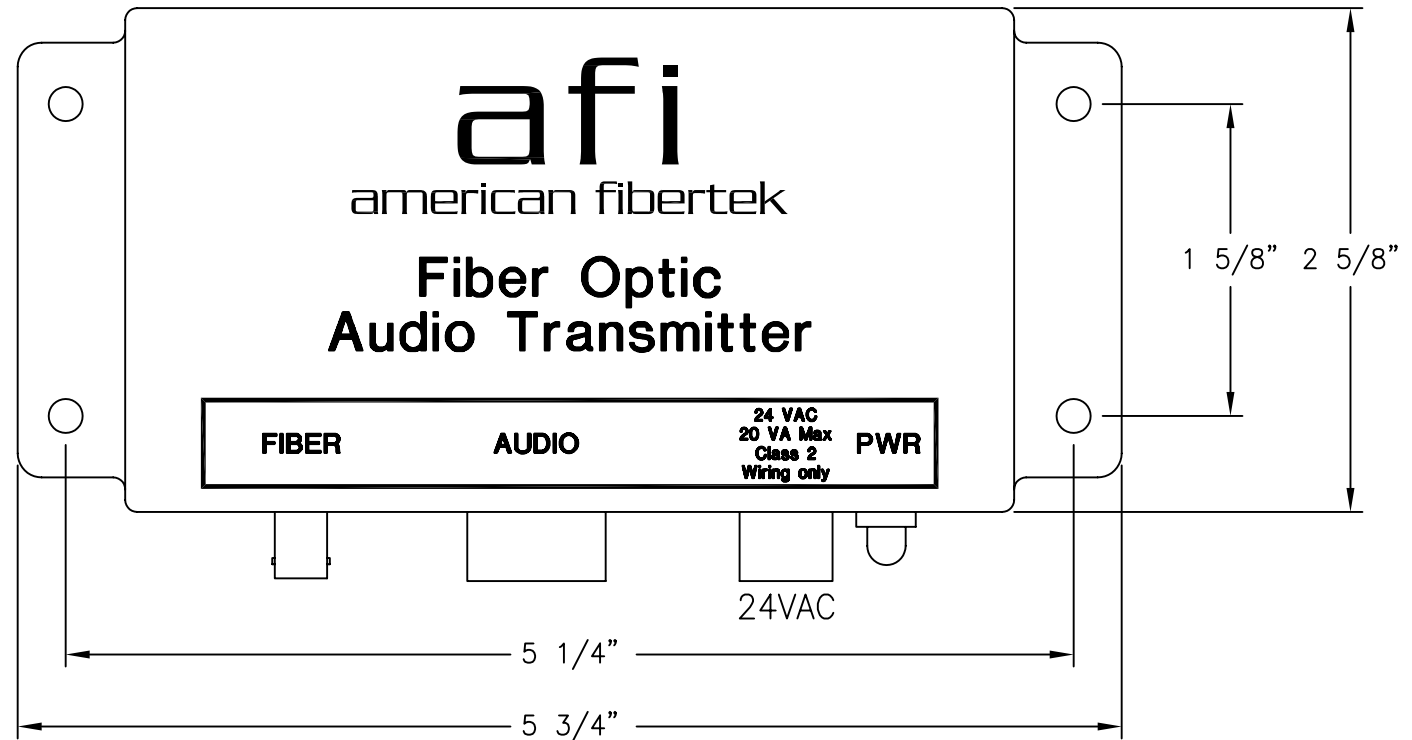 afi
american fibertek
Fiber Optic
Audio Transmitter
1 5/8”
2 5/8”
FIBER
AUDIO
24 VAC
20 VA Max
Class 2
Wiring only
PWR
24VAC
5 1/4”
5 3/4”